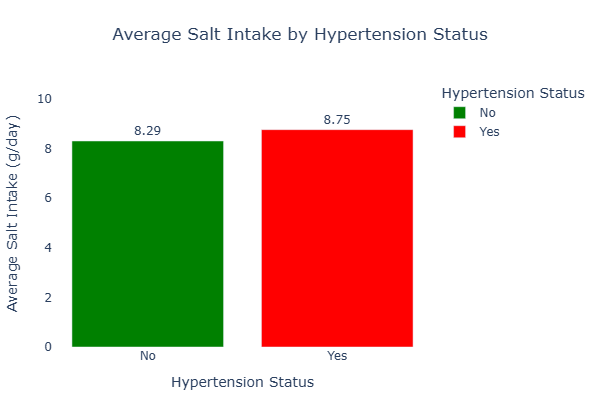 Average Salt Intake by Hypertension Status
Hypertension Status
No
Yes
10
8
6
4
2
0
Average Salt Intake (g/day)
8.29
8.75
No
Yes
Hypertension Status